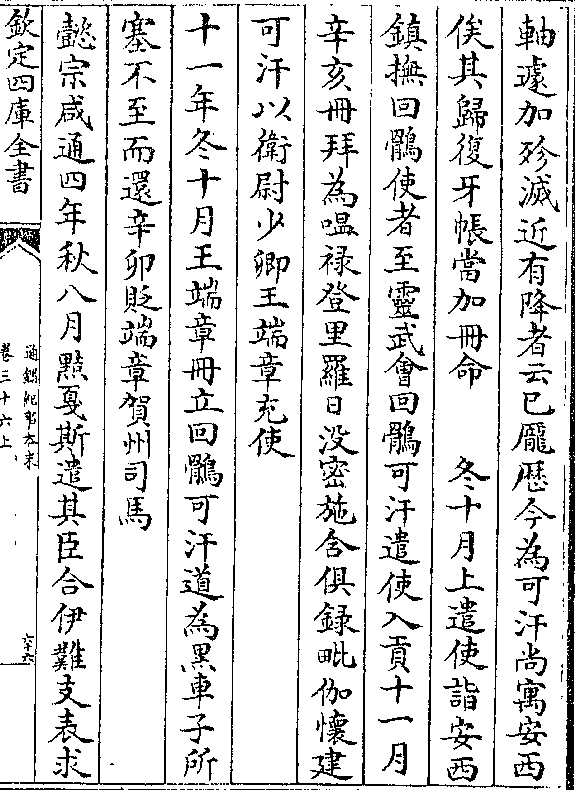 軸遽加殄滅近有降者云已龎歴今為可汗尚寓安西
俟其歸復牙帳當加冊命　　冬十月上遣使詣安西
鎮撫回鶻使者至靈武會回鶻可汗遣使入貢十一月
辛亥冊拜為嗢禄登里羅日没密施合俱録毗伽懷建
可汗以衛尉少卿王端章充使
十一年冬十月王端章冊立回鶻可汗道為黑車子所
塞不至而還辛卯貶端章賀州司馬
懿宗咸通四年秋八月黠戛斯遣其臣合伊難支表求
欽定四庫全書
通鑑紀事本末
卷三十六上
六十六